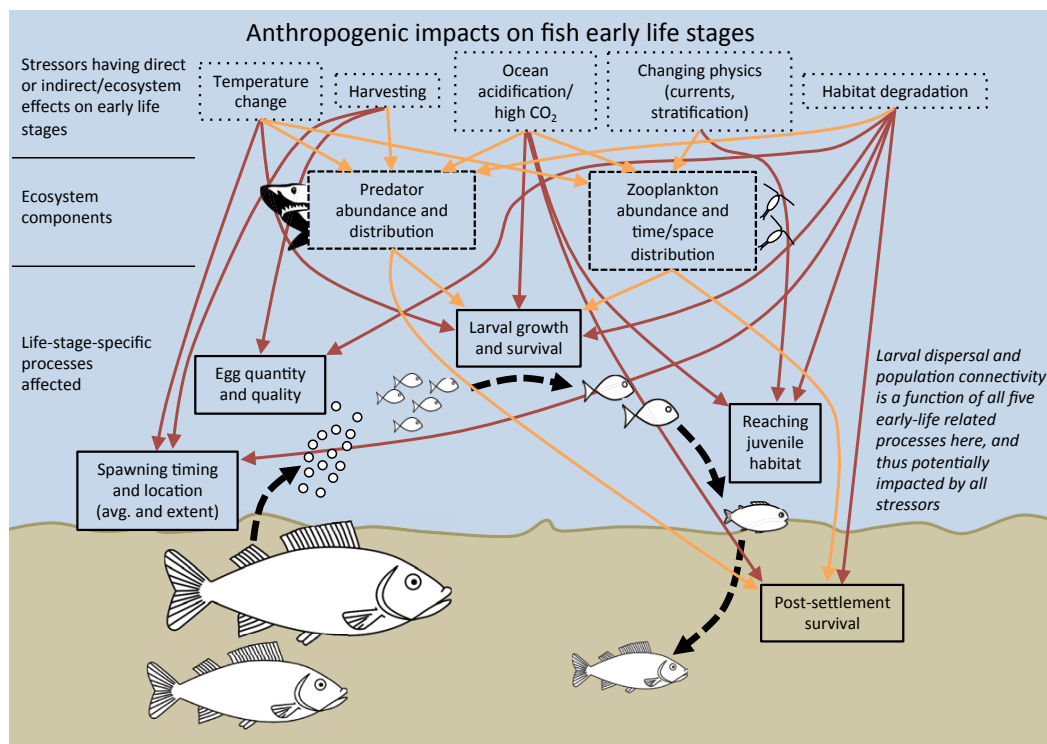 Anthropogenic impacts on fish early life stages
Stressors having direct
or indirect/ecosystem
effects on early life
stages
Temperature
change
Harvesting
Ocean
acidification/
high CO₂
Changing physics
(currents,
stratification)
Habitat degradation
Ecosystem
components
Predator
abundance and
distribution
Zooplankton
abundance and
time/space
distribution
Life-stage-specific
processes
affected
Larval growth
and survival
Egg quantity
and quality
Reaching
juvenile
habitat
Larval dispersal and
population connectivity
is a function of all five
early-life related
processes here, and
thus potentially
impacted by all
stressors
Spawning timing
and location
(avg. and extent)
Post-settlement
survival